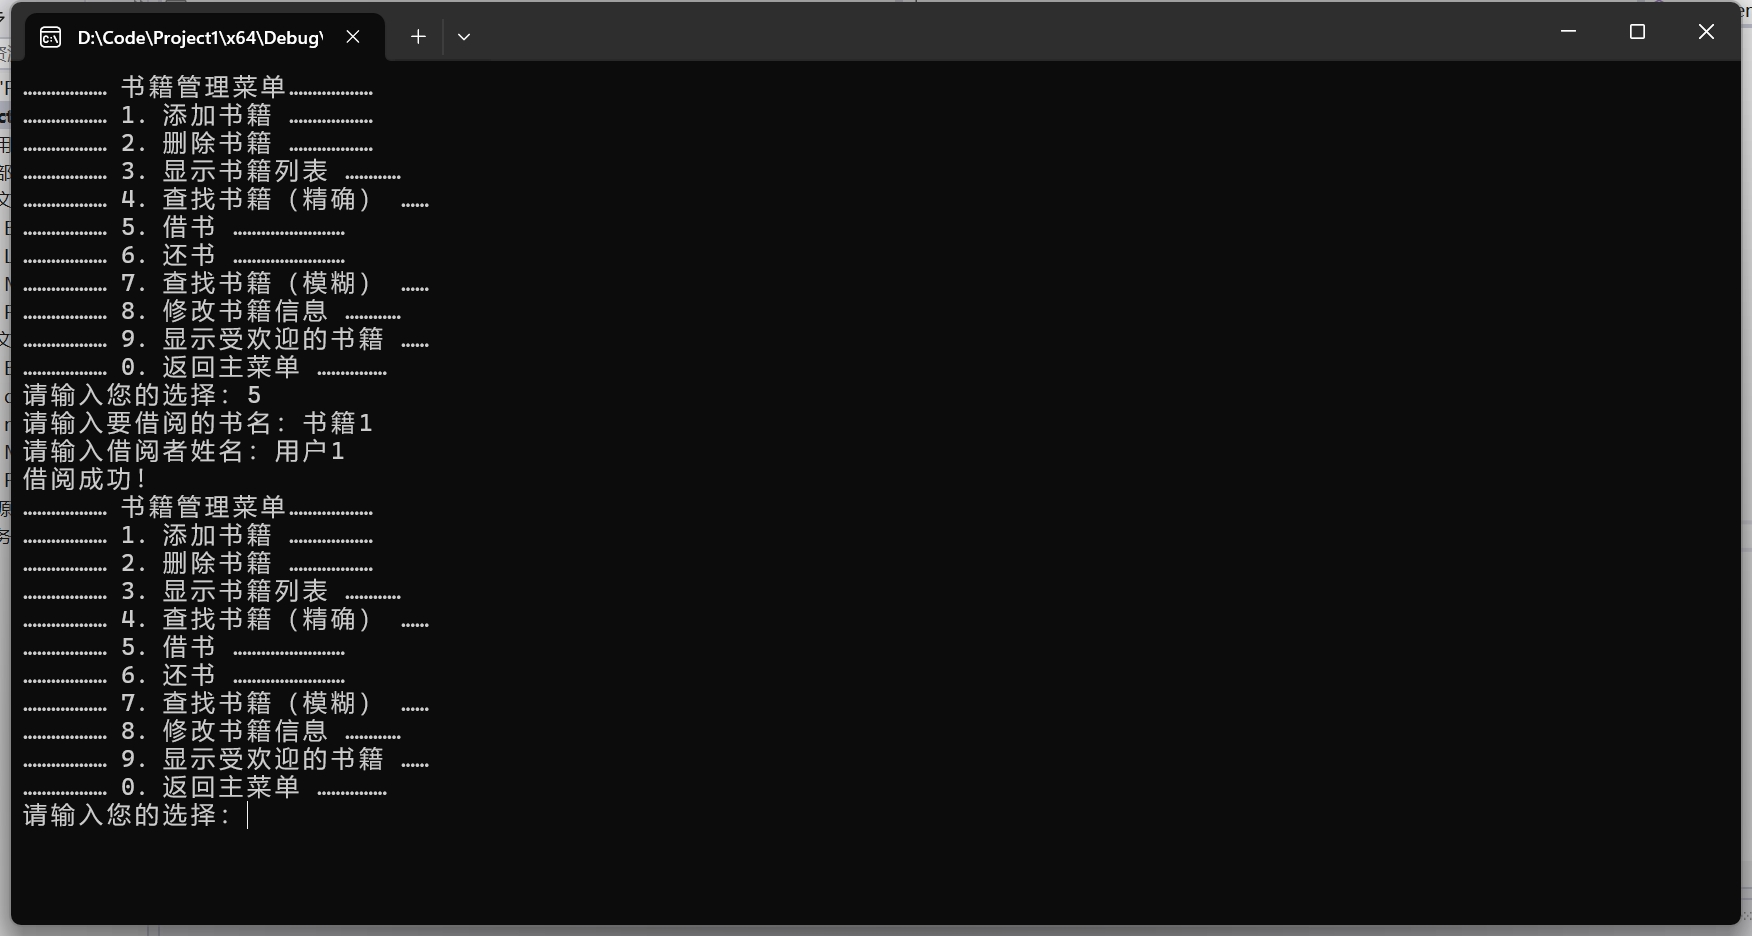 D:\Code\Project1\x64\Debug\
……………… 书籍管理菜单………………
……………… 1. 添加书籍 ………………
……………… 2. 删除书籍 ………………
……………… 3. 显示书籍列表 …………
……………… 4. 查找书籍（精确） ……
……………… 5. 借书 ……………………
……………… 6. 还书 ……………………
……………… 7. 查找书籍（模糊） ……
……………… 8. 修改书籍信息 …………
……………… 9. 显示受欢迎的书籍 ……
……………… 0. 返回主菜单 ……………
请输入您的选择：5
请输入要借阅的书名：书籍1
请输入借阅者姓名：用户1
借阅成功！
……………… 书籍管理菜单………………
……………… 1. 添加书籍 ………………
……………… 2. 删除书籍 ………………
……………… 3. 显示书籍列表 …………
……………… 4. 查找书籍（精确） ……
……………… 5. 借书 ……………………
……………… 6. 还书 ……………………
……………… 7. 查找书籍（模糊） ……
……………… 8. 修改书籍信息 …………
……………… 9. 显示受欢迎的书籍 ……
……………… 0. 返回主菜单 ……………
请输入您的选择：